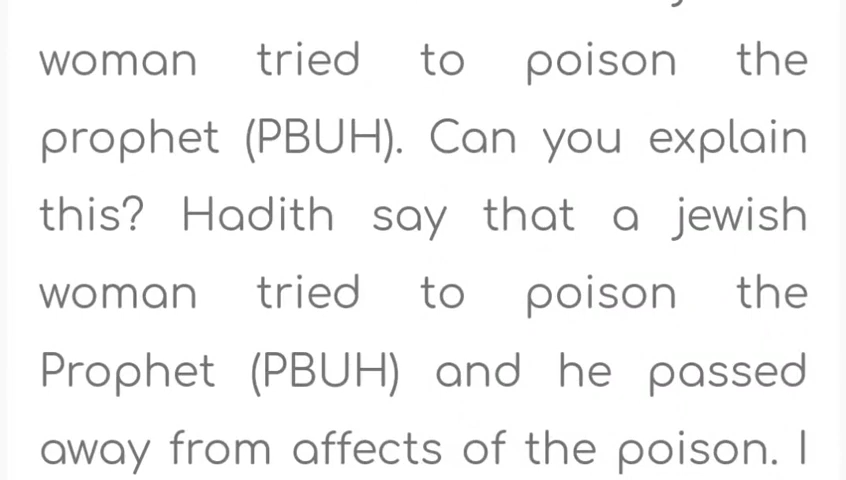 woman tried to poison the
prophet (PBUH). Can you explain
this? Hadith say that a jewish
woman tried to poison the
Prophet (PBUH) and he passed
away from affects of the poison. I